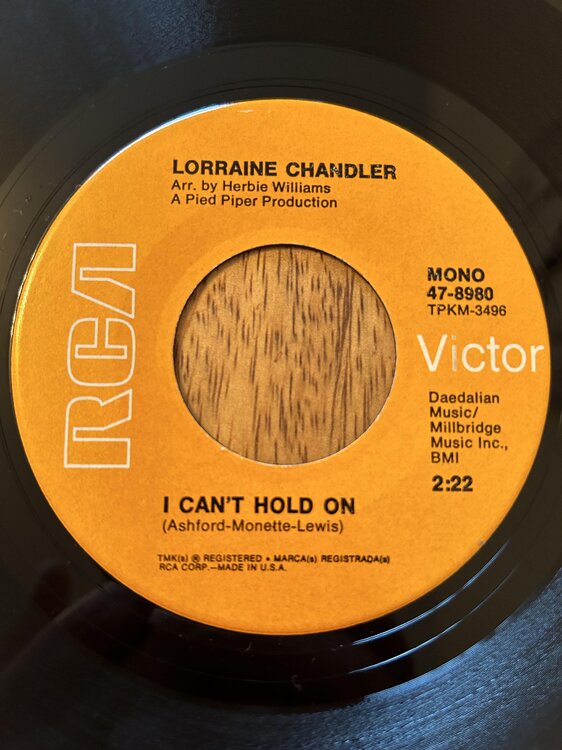 LORRAINE CHANDLER
Arr. by Herbie Williams
A Pied Piper Production
RCA
MONO
47-8980
TPKM-3496
Victor
Daedalian
Music/
Millbridge
Music Inc.,
BMI
2:22
I CAN'T HOLD ON
(Ashford-Monette-Lewis)
TMK(s) ® REGISTERED • MARCA(s) REGISTRADA(s)
RCA CORP.—MADE IN U.S.A.